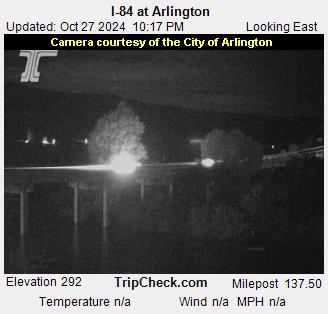 I-84 at Arlington
Updated: Oct 27 2024 10:17 PM Looking East
Camera courtesy of the City of Arlington
Elevation 292 TripCheck.com Milepost 137.50
Temperature n/a Wind n/a MPH n/a